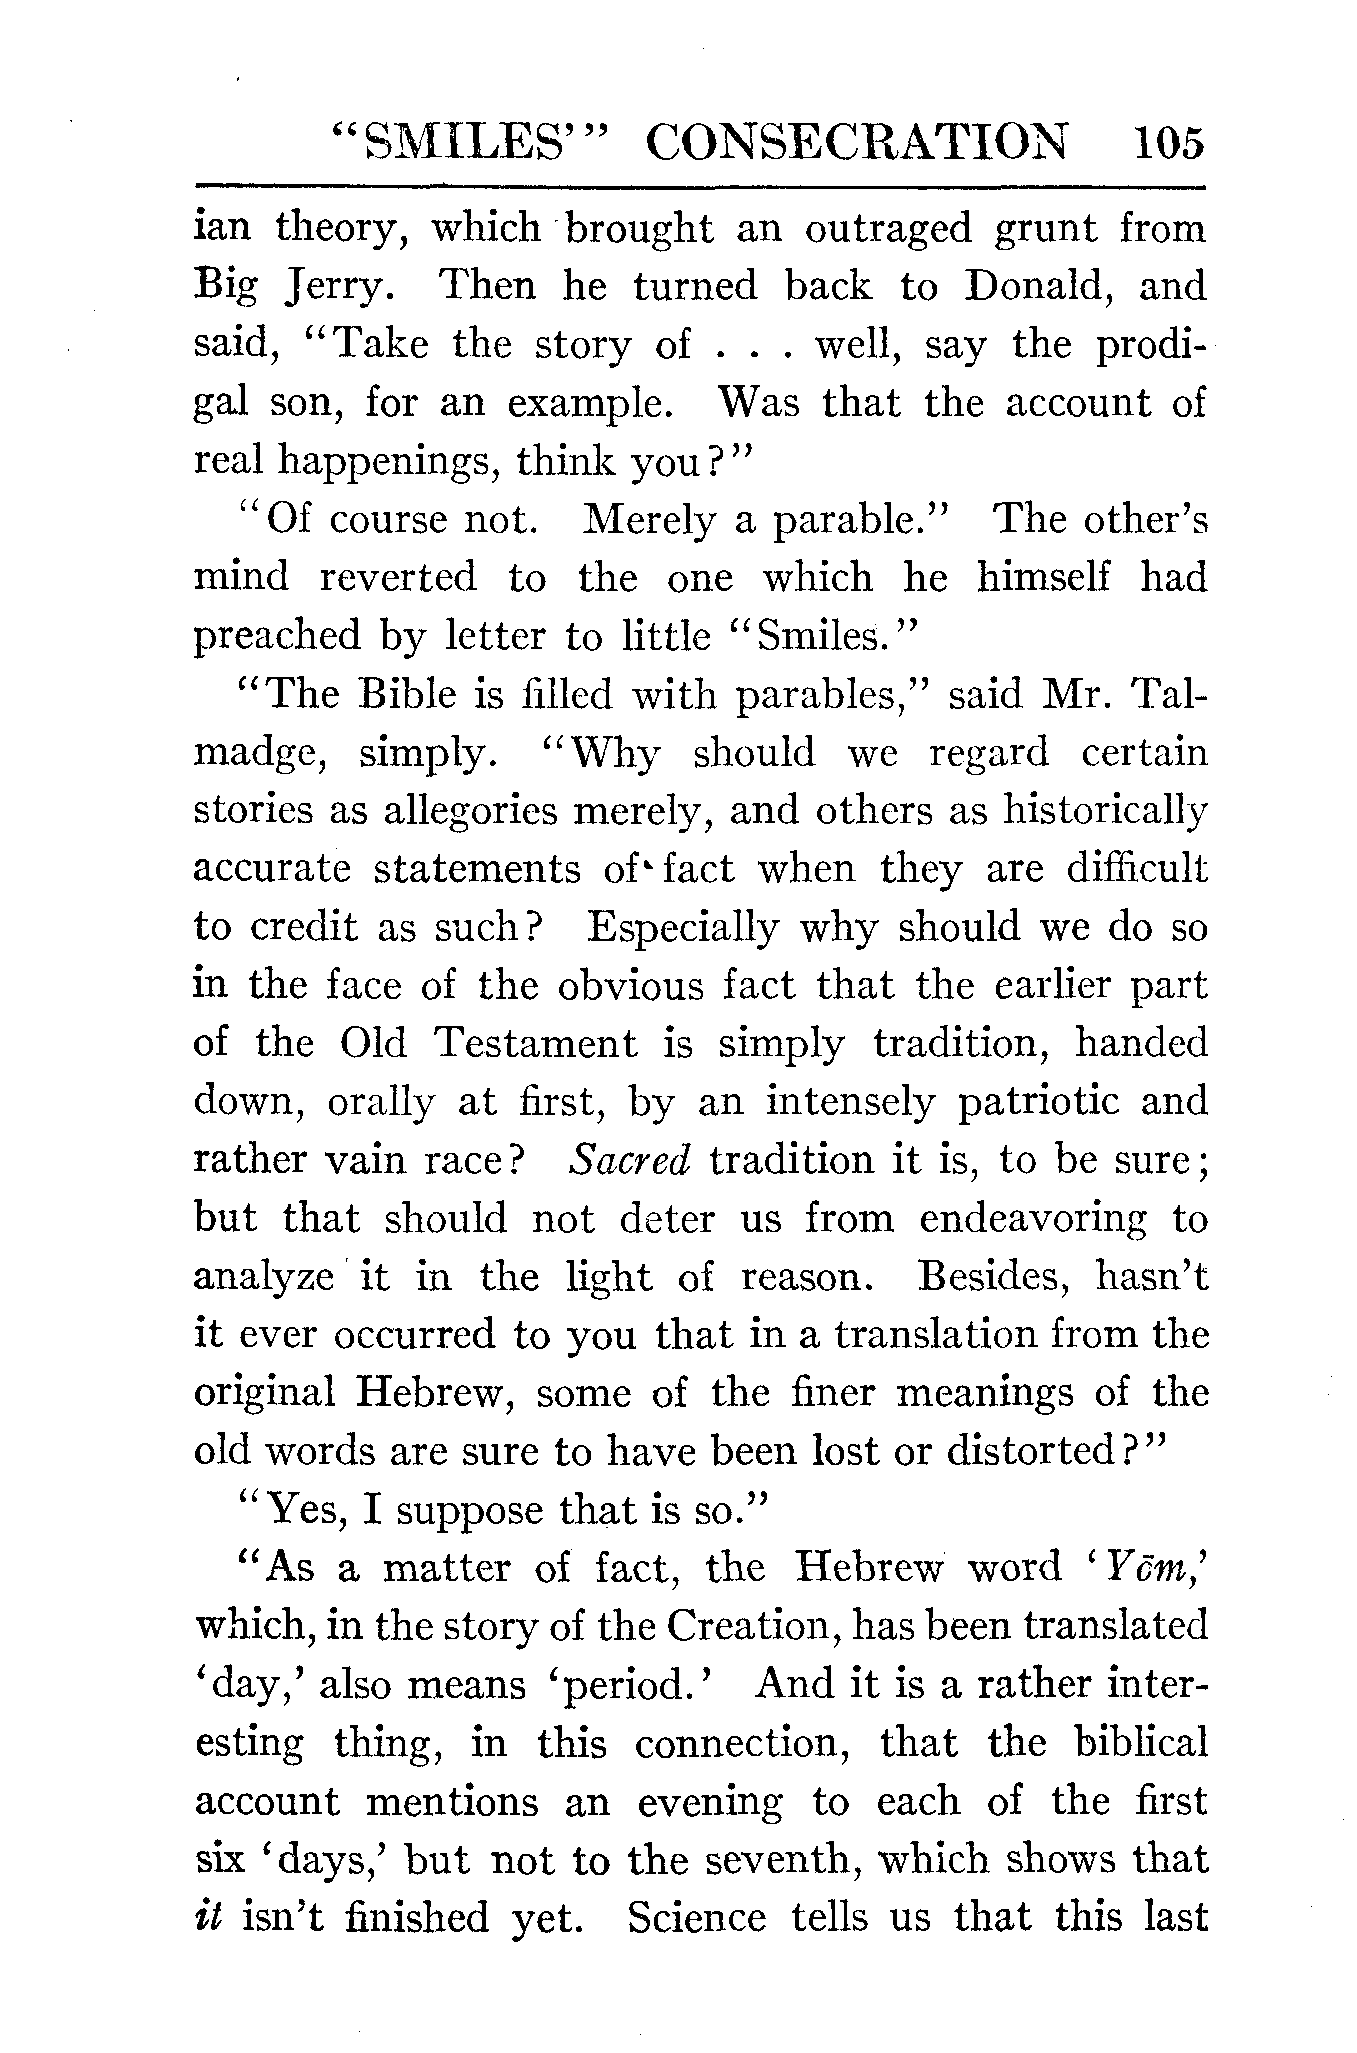 “SMILES’” CONSECRATION 105
ian theory, which brought an outraged grunt from
Big Jerry. Then he turned back to Donald, and
said, “Take the story of . . . well, say the prodi-
gal son, for an example. Was that the account of
real happenings, think you?”
“Of course not. Merely a parable.” The other’s
mind reverted to the one which he himself had
preached by letter to little “Smiles.”
“The Bible is filled with parables,” said Mr. Tal-
madge, simply. “Why should we regard certain
stories as allegories merely, and others as historically
accurate statements of fact when they are difficult
to credit as such? Especially why should we do so
in the face of the obvious fact that the earlier part
of the Old Testament is simply tradition, handed
down, orally at first, by an intensely patriotic and
rather vain race? Sacred tradition it is, to be sure;
but that should not deter us from endeavoring to
analyze it in the light of reason. Besides, hasn’t
it ever occurred to you that in a translation from the
original Hebrew, some of the finer meanings of the
old words are sure to have been lost or distorted?”
“Yes, I suppose that is so.”
“As a matter of fact, the Hebrew word ‘Yōm,’
which, in the story of the Creation, has been translated
‘day,’ also means ‘period.’ And it is a rather inter-
esting thing, in this connection, that the biblical
account mentions an evening to each of the first
six ‘days,’ but not to the seventh, which shows that
it isn’t finished yet. Science tells us that this last